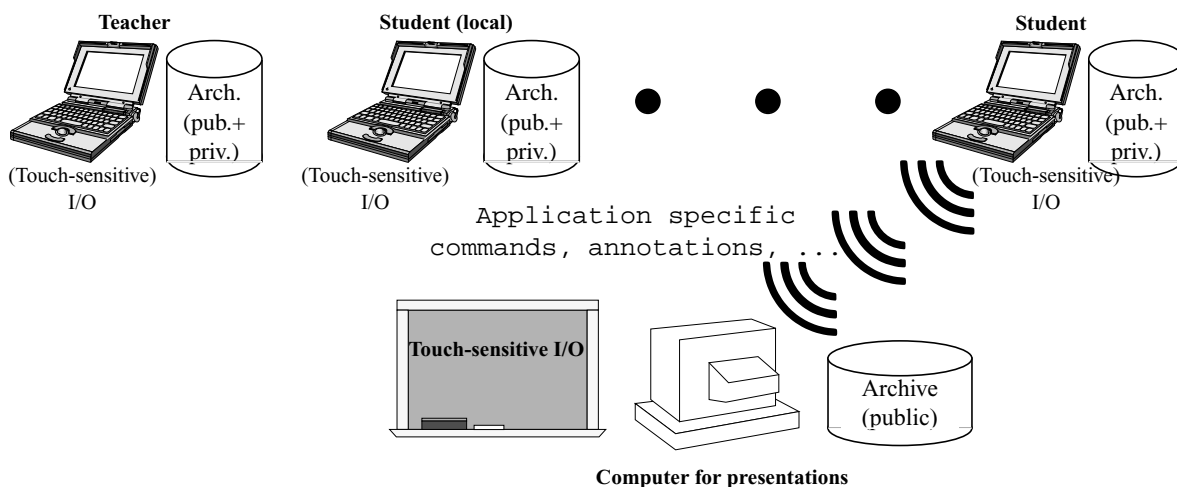 Teacher
Student (local)
Student
Arch.
(pub.+
priv.)
Arch.
(pub.+
priv.)
Arch.
(pub.+
priv.)
(Touch-sensitive)
I/O
(Touch-sensitive)
I/O
(Touch-sensitive)
I/O
Application specific
commands, annotations, ...
Touch-sensitive I/O
Archive
(public)
Computer for presentations